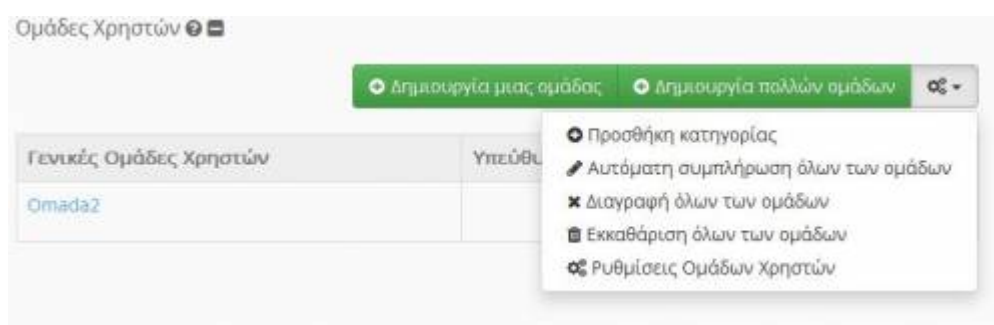 Ομάδες Χρηστών
Δημιουργία μιας ομάδας Δημιουργία πολλών ομάδων
Προσθήκη κατηγορίας
Γενικές Ομάδες Χρηστών Υπεύθυ
Αυτόματη συμπλήρωση όλων των ομάδων
Omada2
Διαγραφή όλων των ομάδων
Εκκαθάριση όλων των ομάδων
Ρυθμίσεις Ομάδων Χρηστών